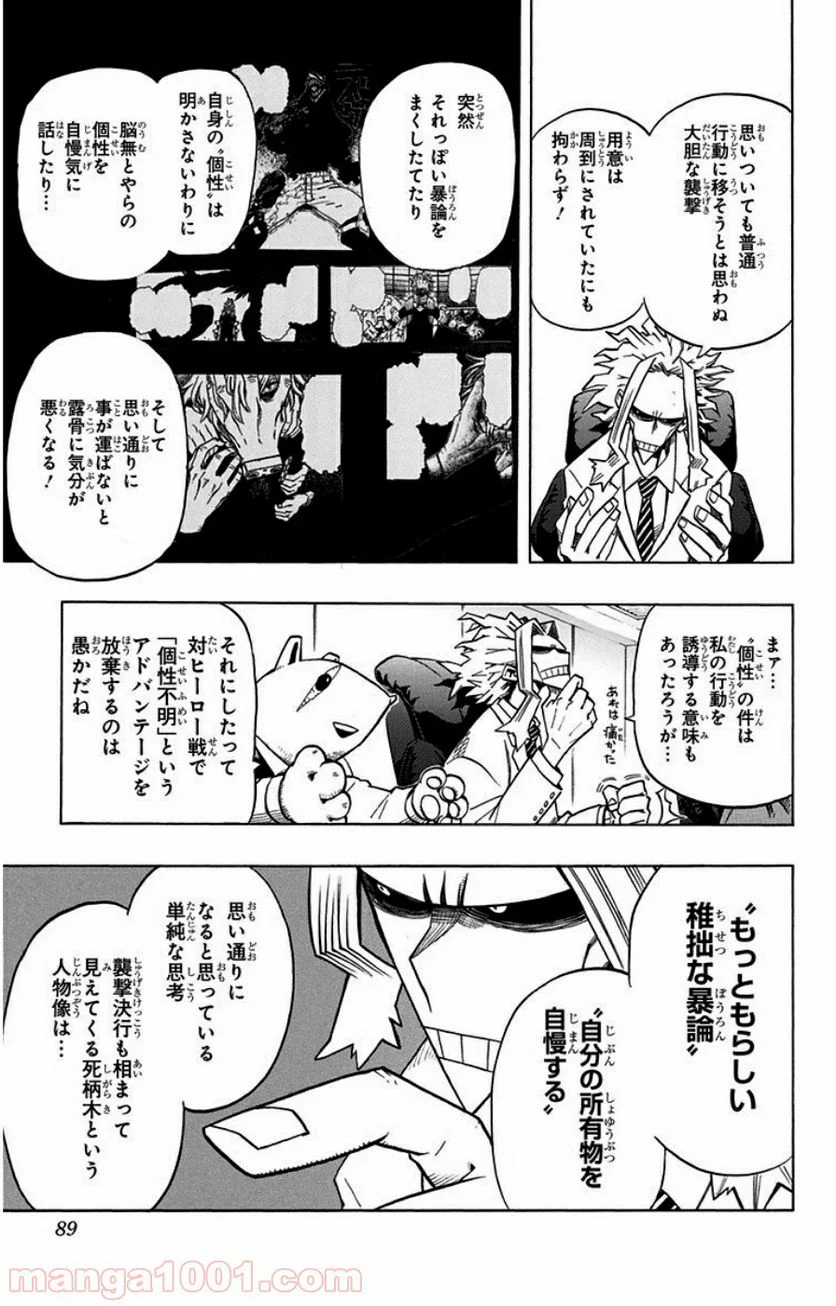 思いついても普通
行動に移そうとは思わぬ
大胆な襲撃
用意は
周到にされていたにも
拘わらず！
突然
それっぽい暴論を
まくしたてたり
自身の〝個性〟は
明かさないわりに
脳無とやらの
個性を
自慢気に
話したり…
そして
思い通りに
事が運ばないと
露骨に気分が
悪くなる！
まァ…
〝個性〟の件は
私の行動を
誘導する意味も
あったろうが…
あれは
痛かった
それにしたって
対ヒーロー戦で
「個性不明」という
アドバンテージを
放棄するのは
愚かだね
〝もっともらしい
稚拙な暴論〟
〝自分の所有物を
自慢する〟
思い通りに
なると思っている
単純な思考
襲撃決行も相まって
見えてくる死柄木という
人物像は…
89
manga1001.com